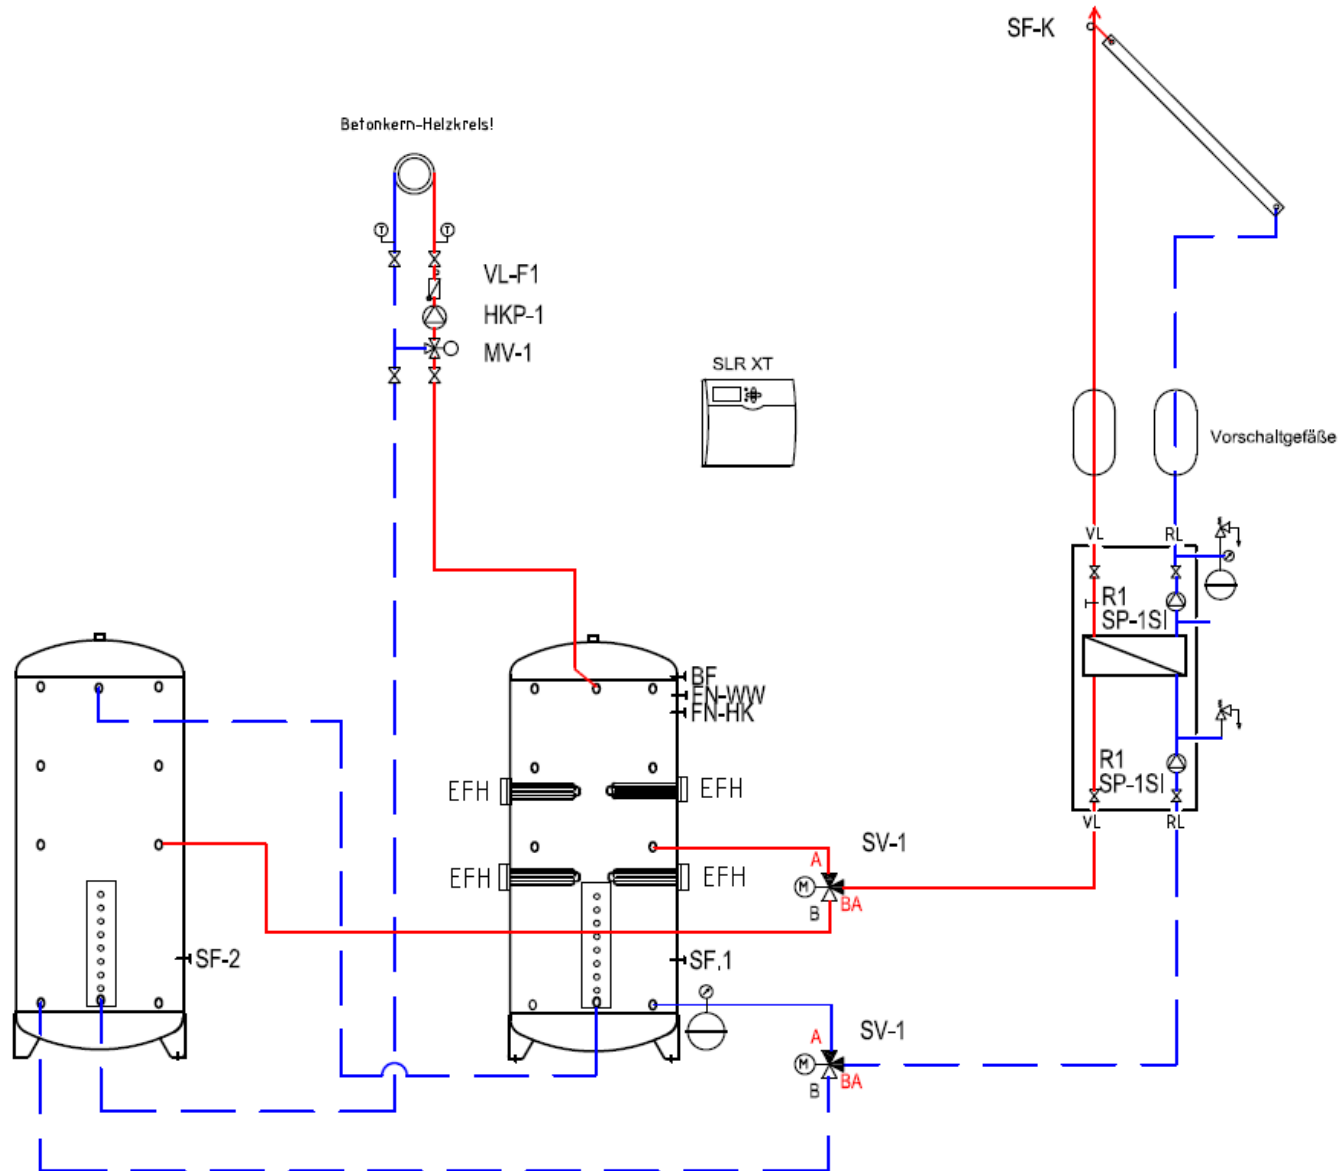 SF-K
Betonkern-Heizkreis!
T
T
VL-F1
HKP-1
MV-1
SLR XT
Vorschaltgefäße
VL
RL
R1
SP-1SI
BF
FN-WW
FN-HK
R1
SP-1SI
EFH
EFH
VL
RL
SV-1
A
EFH
EFH
M
B
BA
SF-2
SF,1
SV-1
A
M
B
BA